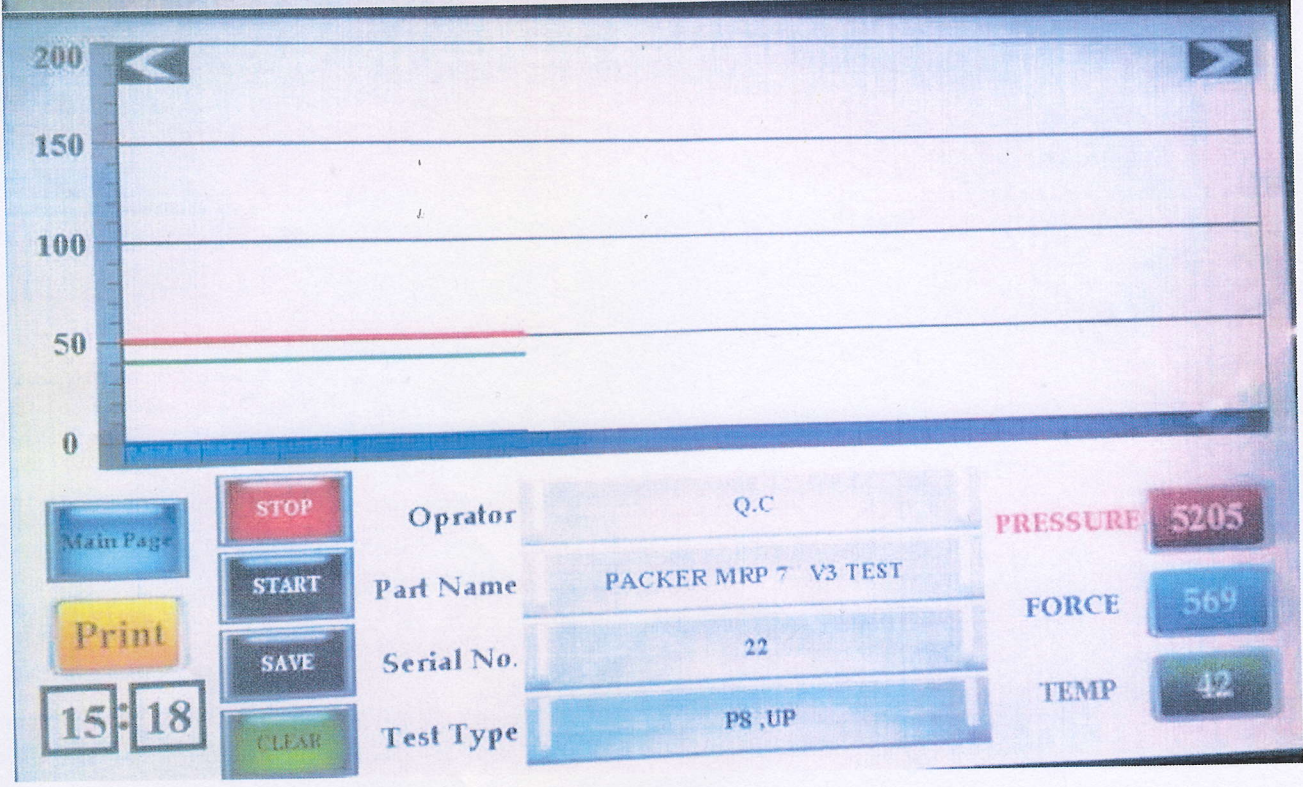 200
150
100
50
0
Main Page
Print
15:18
STOP
START
SAVE
CLEAR
Oprator Q.C
Part Name PACKER MRP 7" V3 TEST
Serial No. 22
Test Type P8 ,UP
PRESSURE 5205
FORCE 569
TEMP 42